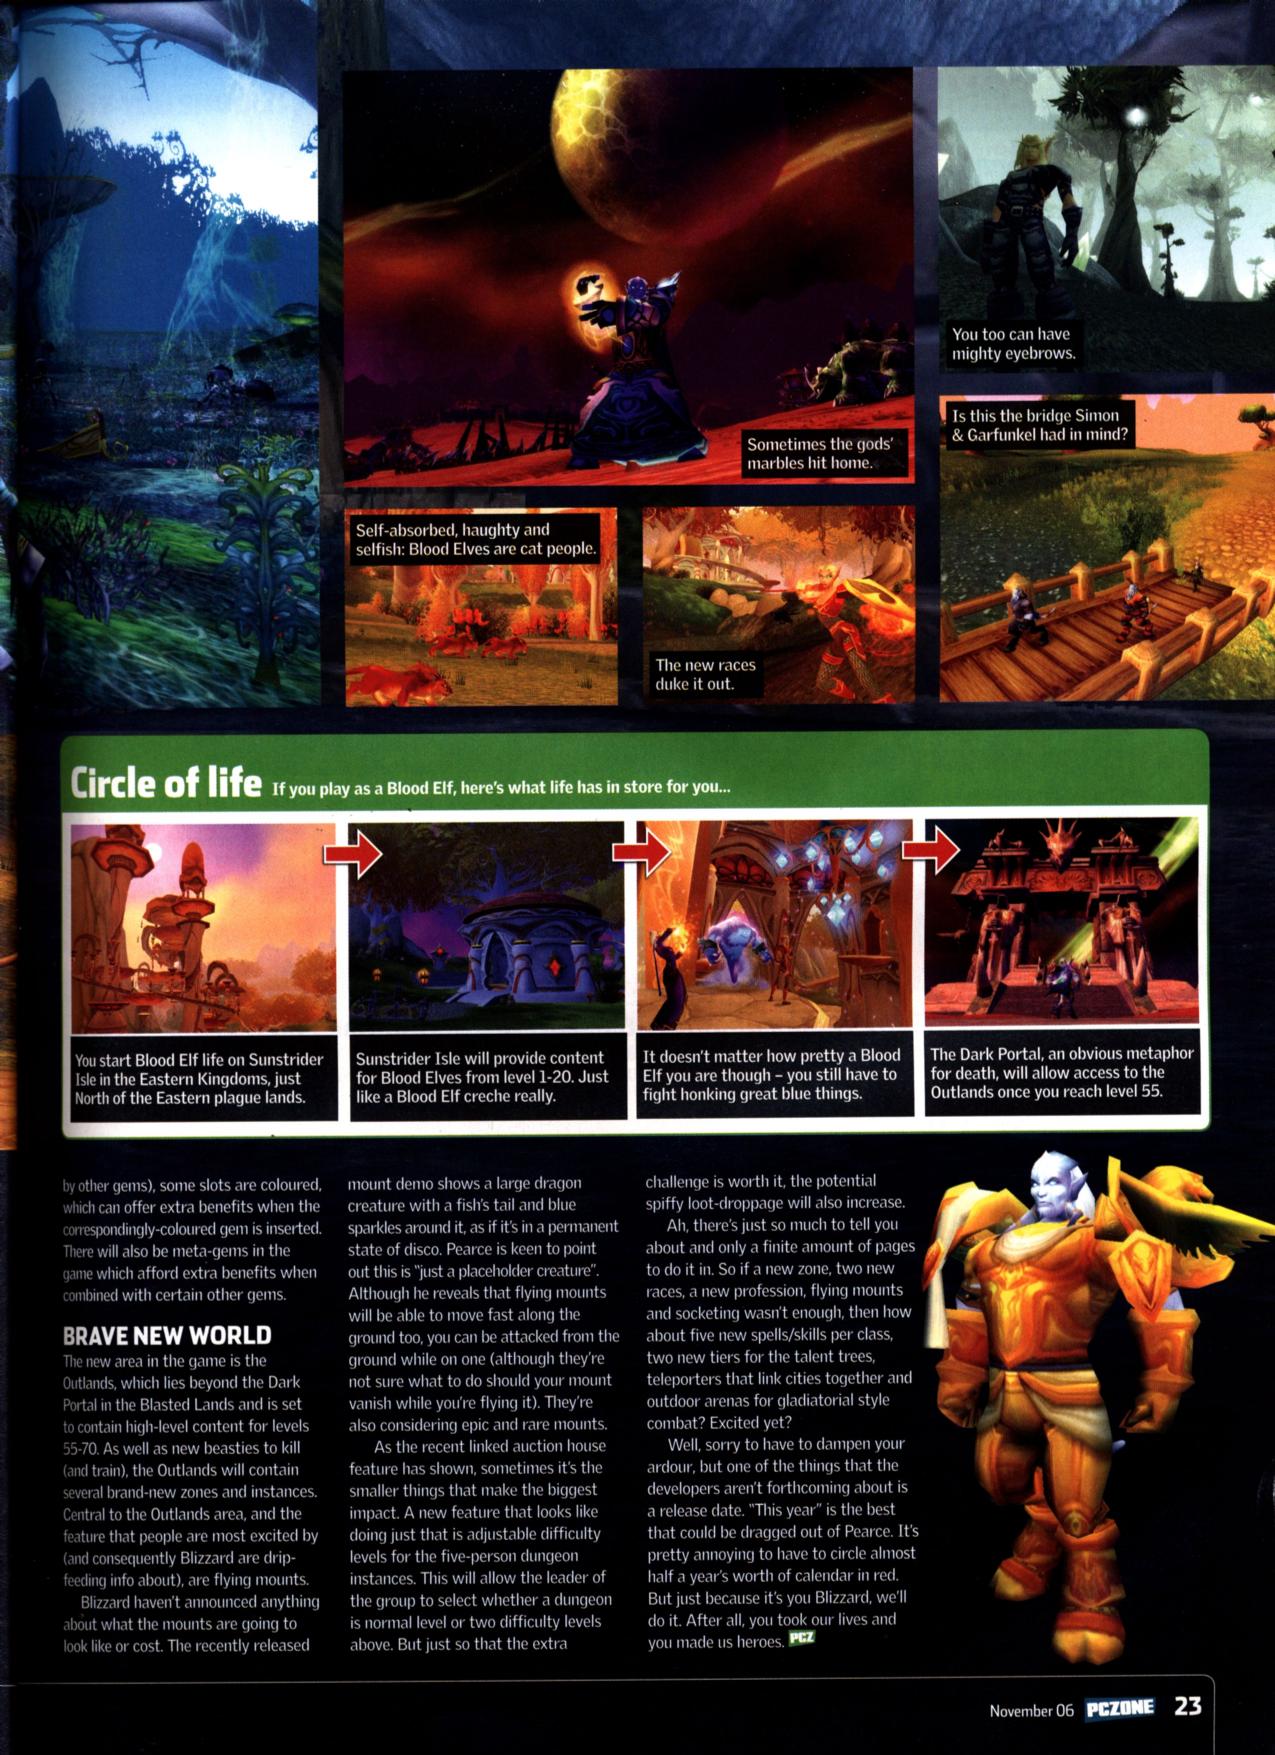 You too can have
mighty eyebrows.
Sometimes the gods'
marbles hit home.
Is this the bridge Simon
& Garfunkel had in mind?
Self-absorbed, haughty and
selfish: Blood Elves are cat people.
The new races
duke it out.
Circle of life If you play as a Blood Elf, here's what life has in store for you...
You start Blood Elf life on Sunstrider
Isle in the Eastern Kingdoms, just
North of the Eastern plague lands.
Sunstrider Isle will provide content
for Blood Elves from level 1-20. Just
like a Blood Elf creche really.
It doesn't matter how pretty a Blood
Elf you are though – you still have to
fight honking great blue things.
The Dark Portal, an obvious metaphor
for death, will allow access to the
Outlands once you reach level 55.
by other gems), some slots are coloured,
which can offer extra benefits when the
correspondingly-coloured gem is inserted.
There will also be meta-gems in the
game which afford extra benefits when
combined with certain other gems.
BRAVE NEW WORLD
The new area in the game is the
Outlands, which lies beyond the Dark
Portal in the Blasted Lands and is set
to contain high-level content for levels
55-70. As well as new beasties to kill
(and train), the Outlands will contain
several brand-new zones and instances.
Central to the Outlands area, and the
feature that people are most excited by
(and consequently Blizzard are drip-
feeding info about), are flying mounts.
Blizzard haven't announced anything
about what the mounts are going to
look like or cost. The recently released
mount demo shows a large dragon
creature with a fish's tail and blue
sparkles around it, as if it's in a permanent
state of disco. Pearce is keen to point
out this is "just a placeholder creature".
Although he reveals that flying mounts
will be able to move fast along the
ground too, you can be attacked from the
ground while on one (although they're
not sure what to do should your mount
vanish while you're flying it). They're
also considering epic and rare mounts.
As the recent linked auction house
feature has shown, sometimes it's the
smaller things that make the biggest
impact. A new feature that looks like
doing just that is adjustable difficulty
levels for the five-person dungeon
instances. This will allow the leader of
the group to select whether a dungeon
is normal level or two difficulty levels
above. But just so that the extra
challenge is worth it, the potential
spiffy loot-droppage will also increase.
Ah, there's just so much to tell you
about and only a finite amount of pages
to do it in. So if a new zone, two new
races, a new profession, flying mounts
and socketing wasn't enough, then how
about five new spells/skills per class,
two new tiers for the talent trees,
teleporters that link cities together and
outdoor arenas for gladiatorial style
combat? Excited yet?
Well, sorry to have to dampen your
ardour, but one of the things that the
developers aren't forthcoming about is
a release date. "This year" is the best
that could be dragged out of Pearce. It's
pretty annoying to have to circle almost
half a year's worth of calendar in red.
But just because it's you Blizzard, we'll
do it. After all, you took our lives and
you made us heroes. PCZ
November 06 PCZONE 23